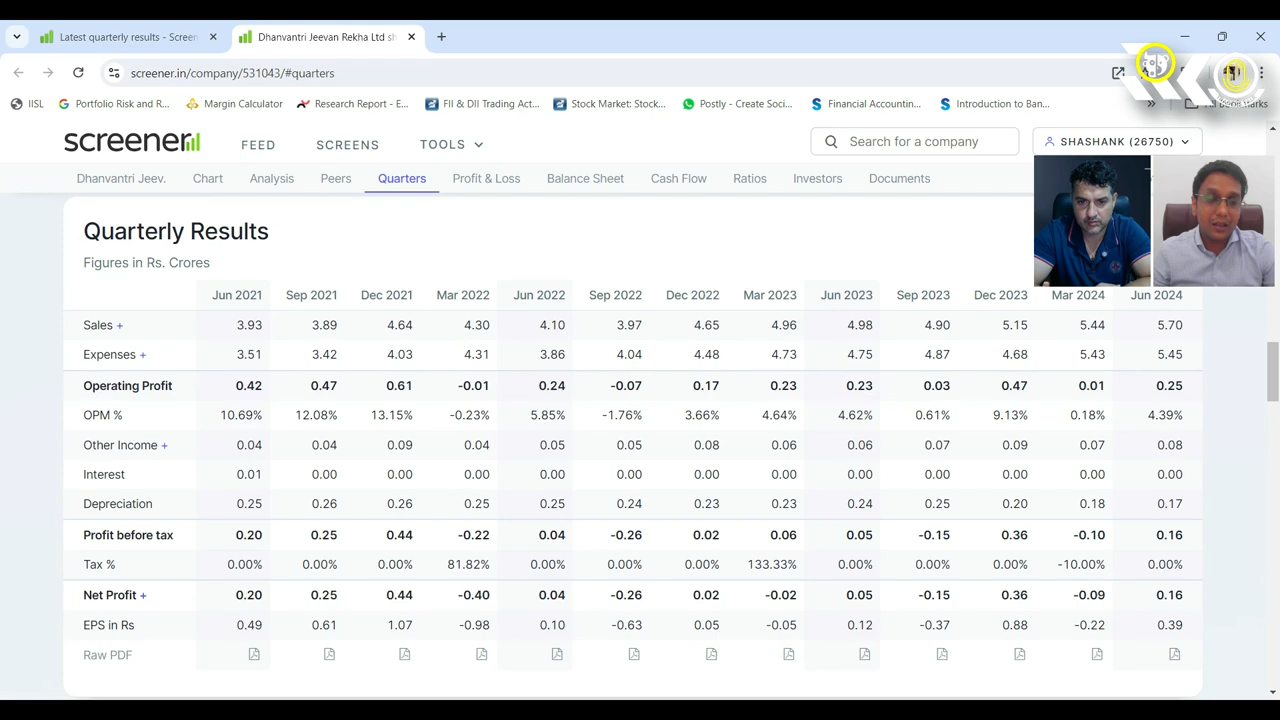 Latest quarterly results - Screen
Dhanvantri Jeevan Rekha Ltd sh
screener.in/company/531043/#quarters
IISL
Portfolio Risk and R...
Margin Calculator
Research Report - E...
FII & DII Trading Act...
Stock Market: Stock...
Postly - Create Soci...
Financial Accountin...
Introduction to Ban...
All Bookmarks
screener
FEED
SCREENS
TOOLS
Search for a company
SHASHANK (26750)
Dhanvantri Jeev. Chart Analysis Peers Quarters Profit & Loss Balance Sheet Cash Flow Ratios Investors Documents
Quarterly Results
Figures in Rs. Crores
Jun 2021 Sep 2021 Dec 2021 Mar 2022 Jun 2022 Sep 2022 Dec 2022 Mar 2023 Jun 2023 Sep 2023 Dec 2023 Mar 2024 Jun 2024
Sales + 3.93 3.89 4.64 4.30 4.10 3.97 4.65 4.96 4.98 4.90 5.15 5.44 5.70
Expenses + 3.51 3.42 4.03 4.31 3.86 4.04 4.48 4.73 4.75 4.87 4.68 5.43 5.45
Operating Profit 0.42 0.47 0.61 -0.01 0.24 -0.07 0.17 0.23 0.23 0.03 0.47 0.01 0.25
OPM % 10.69% 12.08% 13.15% -0.23% 5.85% -1.76% 3.66% 4.64% 4.62% 0.61% 9.13% 0.18% 4.39%
Other Income + 0.04 0.04 0.09 0.04 0.05 0.05 0.08 0.06 0.06 0.07 0.09 0.07 0.08
Interest 0.01 0.00 0.00 0.00 0.00 0.00 0.00 0.00 0.00 0.00 0.00 0.00 0.00
Depreciation 0.25 0.26 0.26 0.25 0.25 0.24 0.23 0.23 0.24 0.25 0.20 0.18 0.17
Profit before tax 0.20 0.25 0.44 -0.22 0.04 -0.26 0.02 0.06 0.05 -0.15 0.36 -0.10 0.16
Tax % 0.00% 0.00% 0.00% 81.82% 0.00% 0.00% 0.00% 133.33% 0.00% 0.00% 0.00% -10.00% 0.00%
Net Profit + 0.20 0.25 0.44 -0.40 0.04 -0.26 0.02 -0.02 0.05 -0.15 0.36 -0.09 0.16
EPS in Rs 0.49 0.61 1.07 -0.98 0.10 -0.63 0.05 -0.05 0.12 -0.37 0.88 -0.22 0.39
Raw PDF